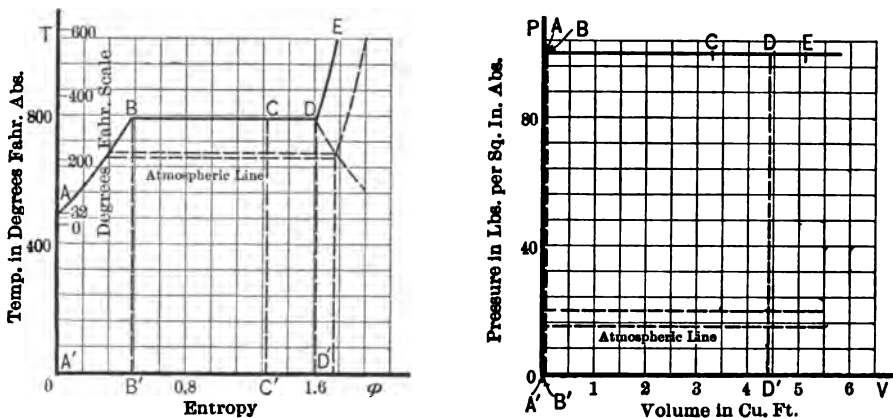 T
600
E
Temp. in Degrees Fahr. Abs.
Degrees Fahr. Scale
400
800
B
C
D
200
Atmospheric Line
A
32
0
400
A'
D'
0
B'
0.8
C'
1.6
φ
Entropy
P
A
B
C
D
E
Pressure in Lbs. per Sq. In. Abs.
80
40
Atmospheric Line
0
A'
B'
1
2
3
4
D'
5
6
V
Volume in Cu. Ft.